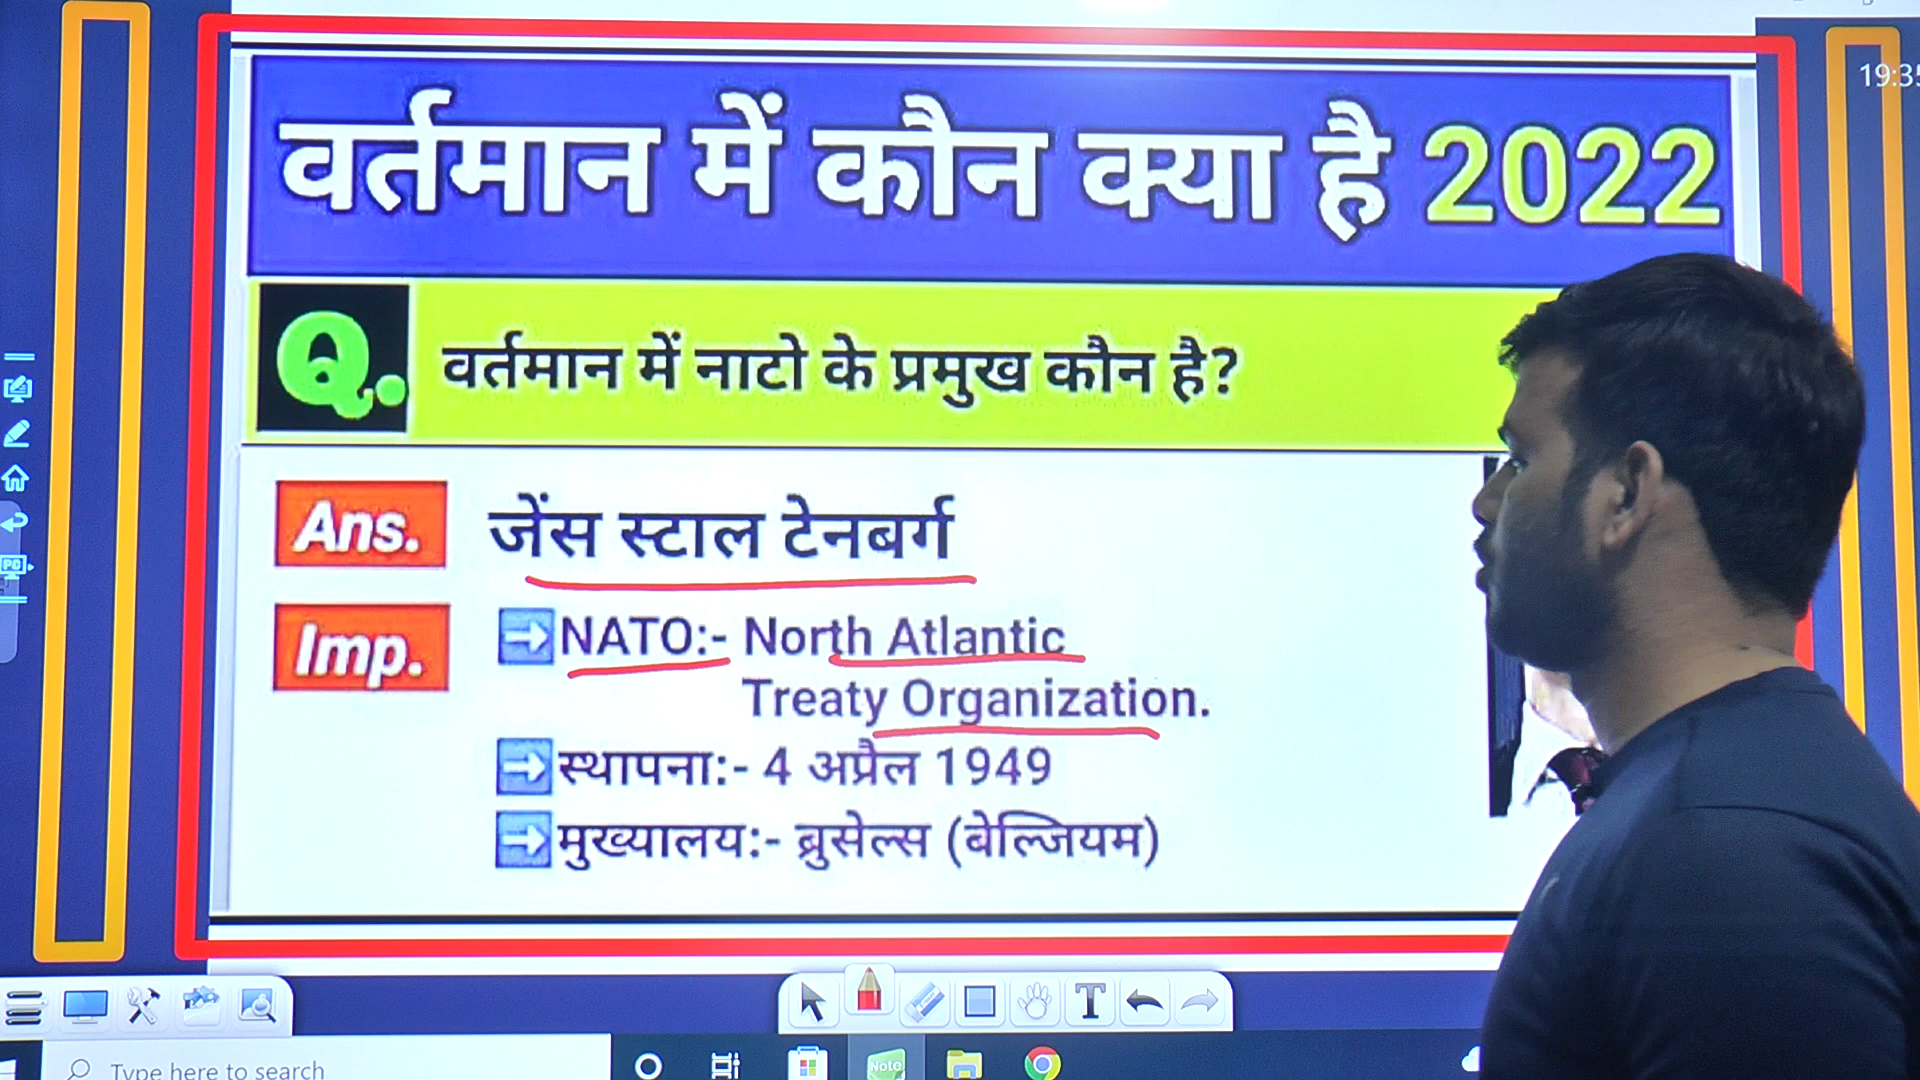 19:35
वर्तमान में कौन क्या है 2022
Q. वर्तमान में नाटो के प्रमुख कौन है?
Ans. जेंस स्टाल टेनबर्ग
Imp. NATO:- North Atlantic
Treaty Organization.
स्थापना:- 4 अप्रैल 1949
मुख्यालय:- ब्रुसेल्स (बेल्जियम)
T
Type here to search
Note